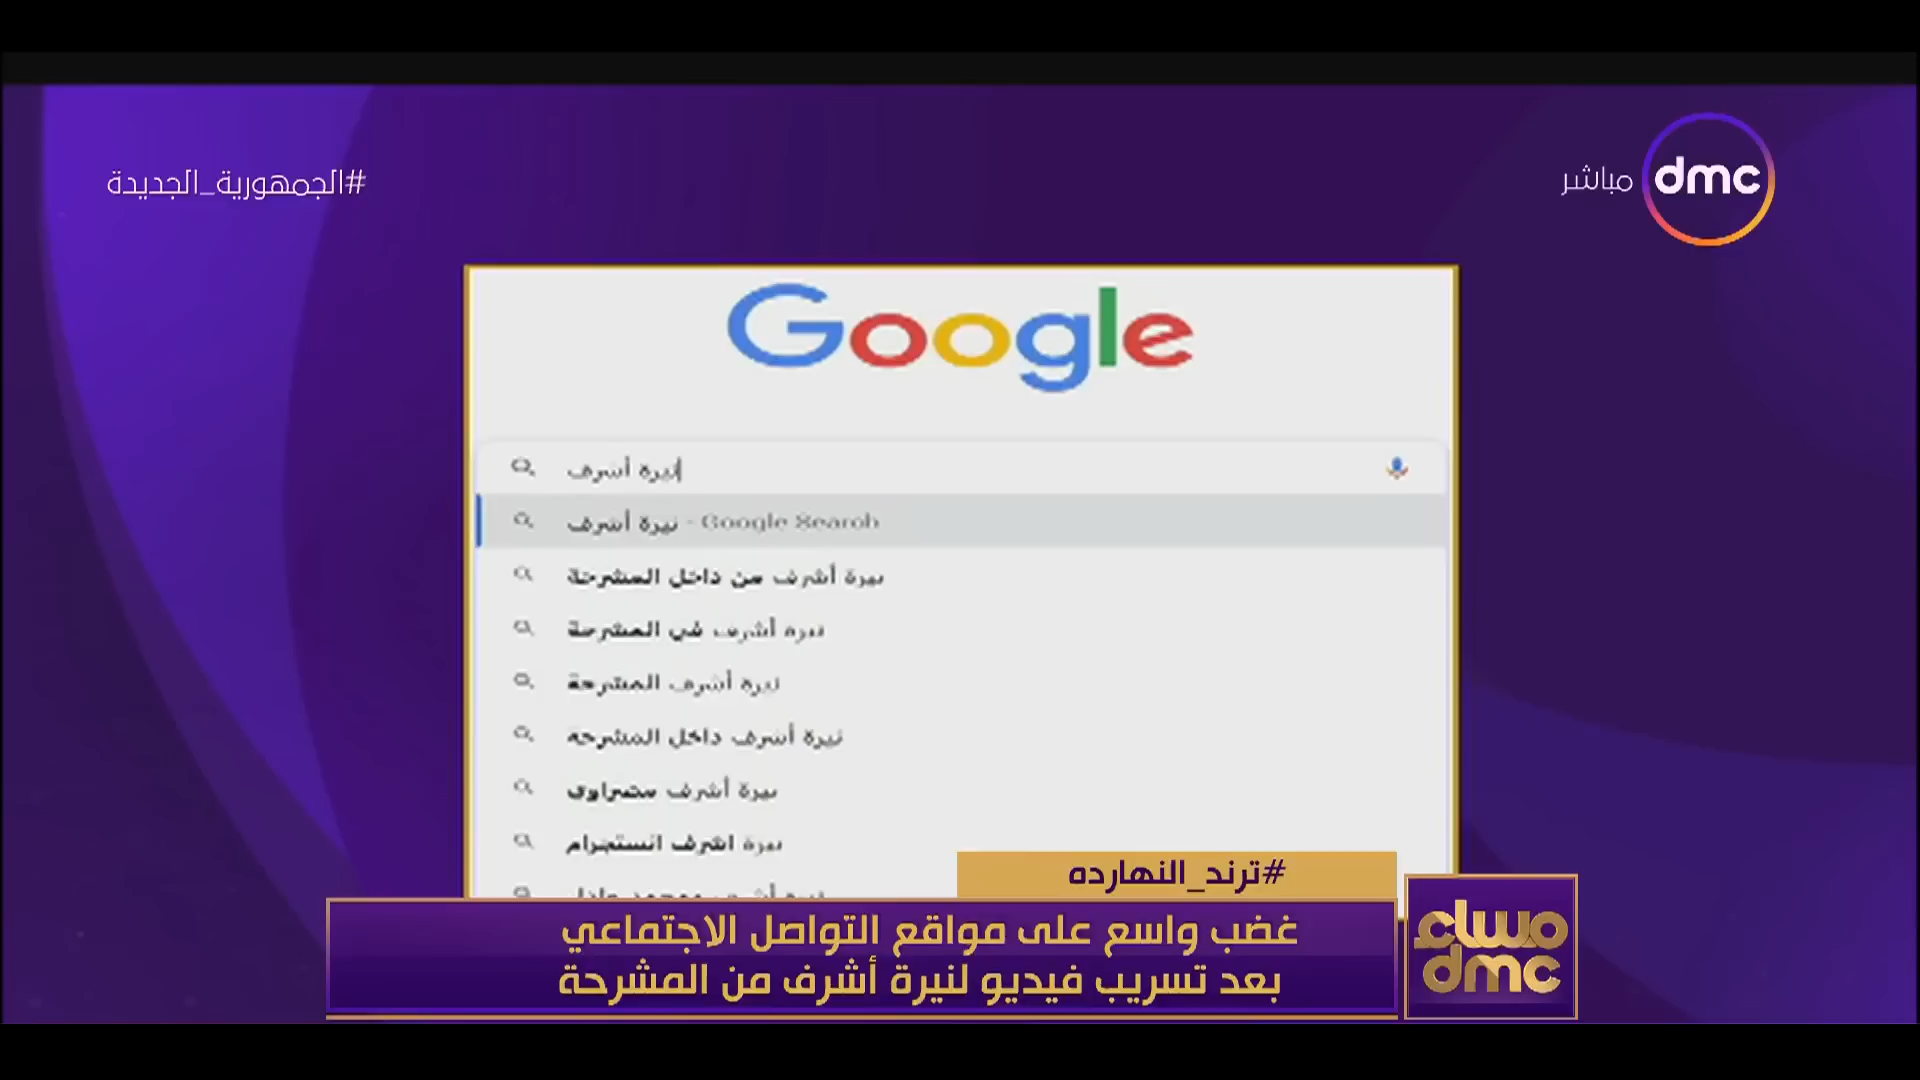 #الجمهورية_الجديدة
مباشر dmc
Google
نيرة أشرف
نيرة أشرف - Google Search
نيرة أشرف من داخل المشرحة
نيرة أشرف في المشرحة
نيرة أشرف المشرحة
نيرة أشرف داخل المشرحة
نيرة أشرف مصراوى
نيرة اشرف انستجرام
#ترند_النهارده
غضب واسع على مواقع التواصل الاجتماعي
بعد تسريب فيديو لنيرة أشرف من المشرحة
مساء
dmc